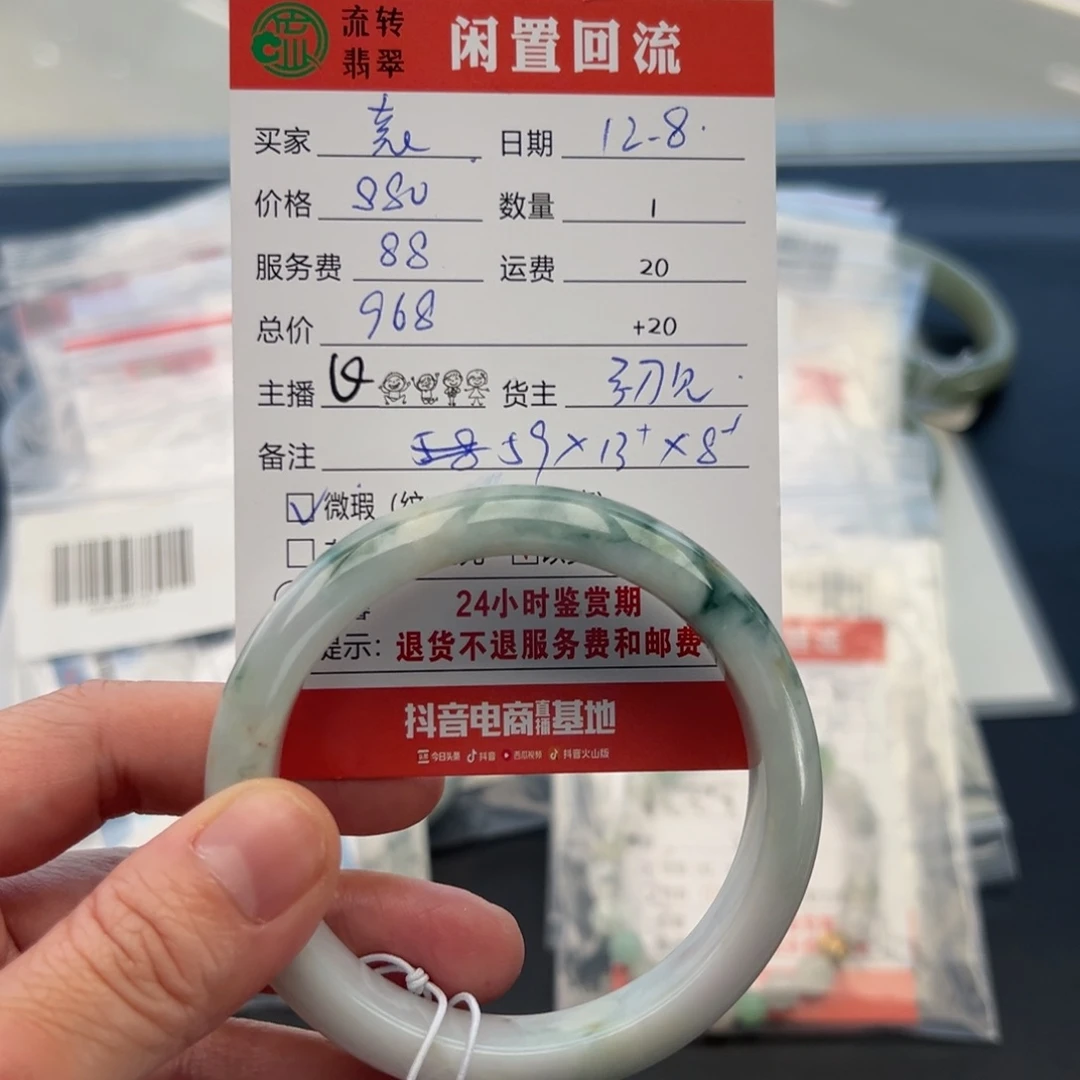 流转翡翠 闲置回流
买家 袁 日期 12-8
价格 880 数量 1
服务费 88 运费 20
总价 968 +20
主播 货主 初见
备注 58 59×13+×8-
微瑕（纹
24小时鉴赏期
提示：退货不退服务费和邮费
抖音电商直播基地
今日头条 抖音 西瓜视频 抖音火山版